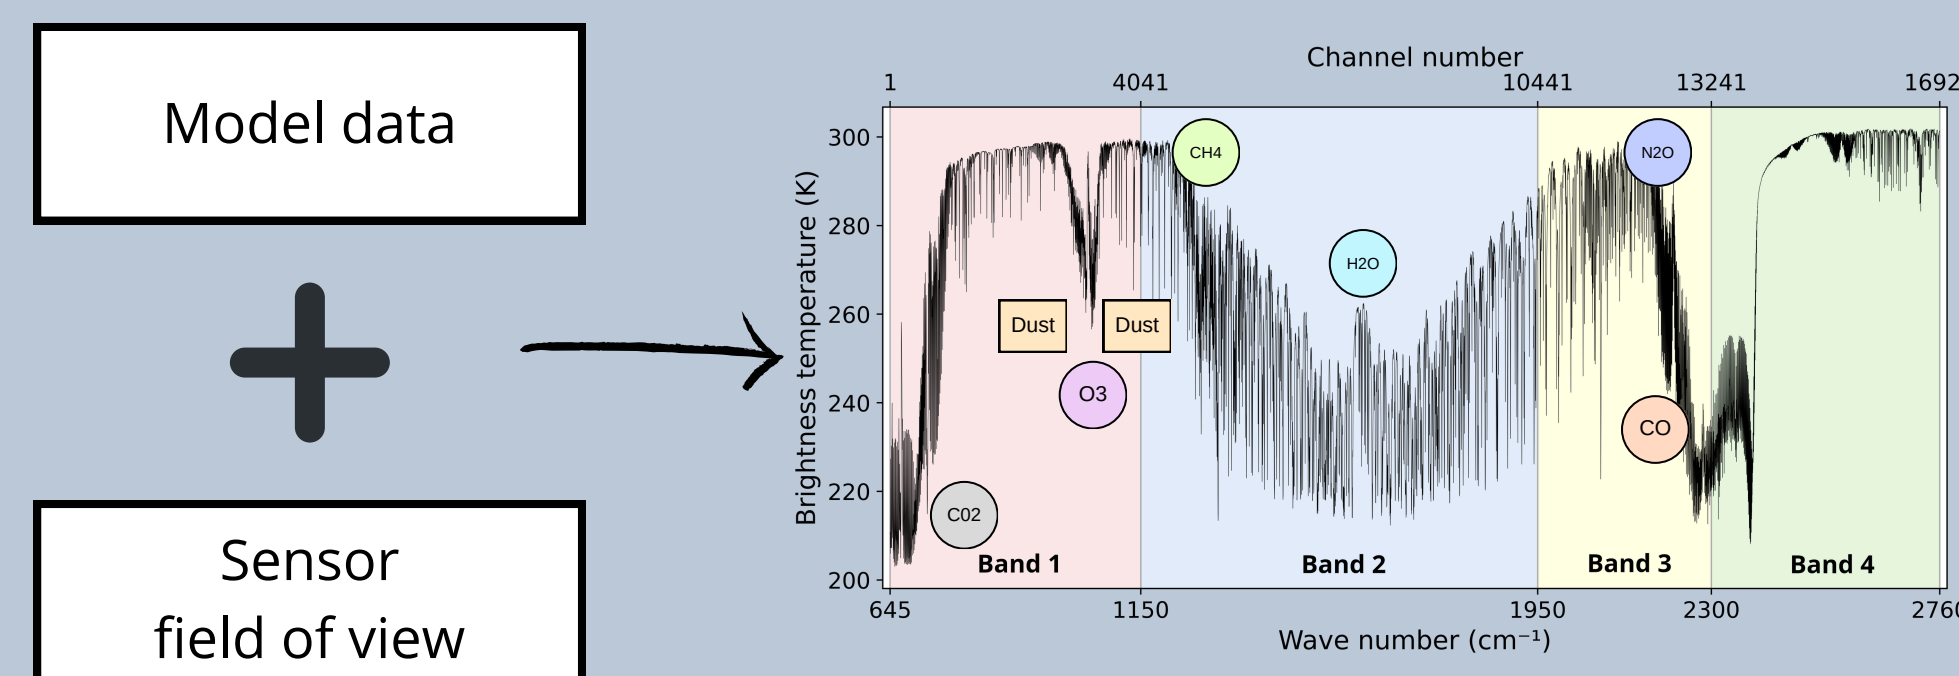 Model data
Sensor
field of view
Channel number
1 4041 10441 13241 1692
Brightness temperature (K)
300
280
260
240
220
200
CH4
N2O
H2O
Dust Dust
O3
CO
C02
Band 1 Band 2 Band 3 Band 4
645 1150 1950 2300 2760
Wave number (cm⁻¹)